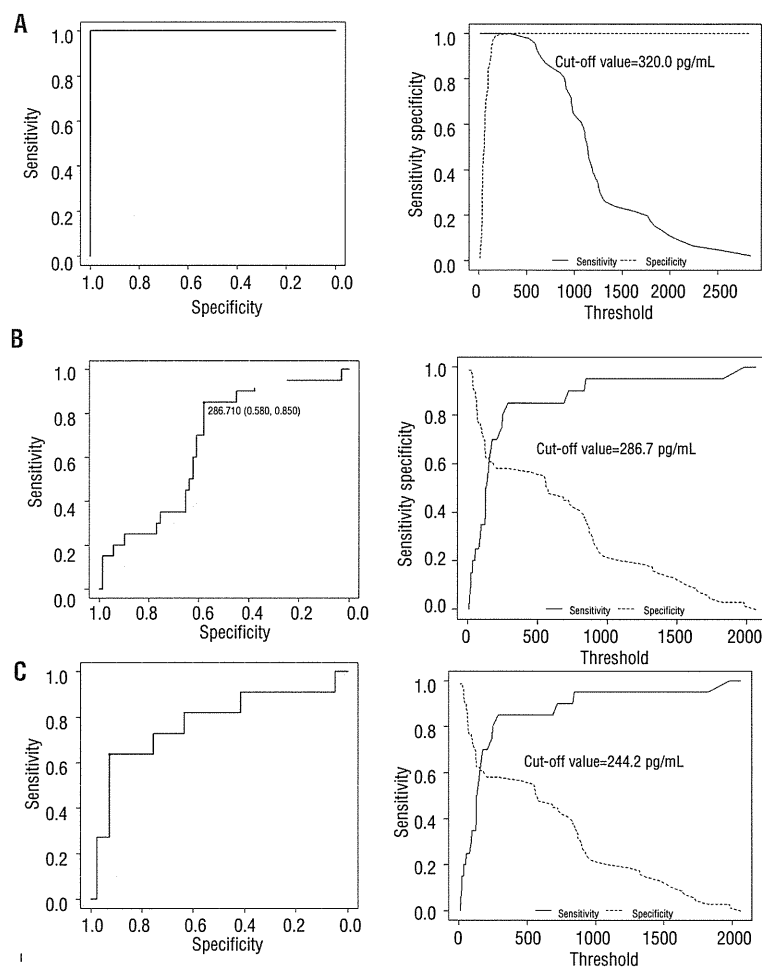 A
1.0
0.8
0.6
0.4
0.2
0.0
Sensitivity
1.0 0.8 0.6 0.4 0.2 0.0
Specificity
1.0
0.8
0.6
0.4
0.2
0.0
Sensitivity specificity
Cut-off value=320.0 pg/mL
Sensitivity Specificity
0 500 1000 1500 2000 2500
Threshold
B
1.0
0.8
0.6
0.4
0.2
0.0
Sensitivity
286.710 (0.580, 0.850)
1.0 0.8 0.6 0.4 0.2 0.0
Specificity
1.0
0.8
0.6
0.4
0.2
0.0
Sensitivity specificity
Cut-off value=286.7 pg/mL
Sensitivity Specificity
0 500 1000 1500 2000
Threshold
C
1.0
0.8
0.6
0.4
0.2
0.0
Sensitivity
1.0 0.8 0.6 0.4 0.2 0.0
Specificity
1.0
0.8
0.6
0.4
0.2
0.0
Sensitivity
Cut-off value=244.2 pg/mL
Sensitivity Specificity
0 500 1000 1500 2000
Threshold